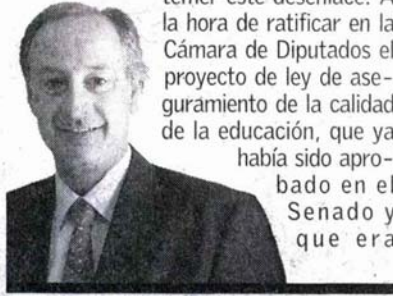 temer este desenlace. A
la hora de ratificar en la
Cámara de Diputados el
proyecto de ley de ase-
guramiento de la calidad
de la educación, que ya
había sido apro-
bado en el
Senado y
que era